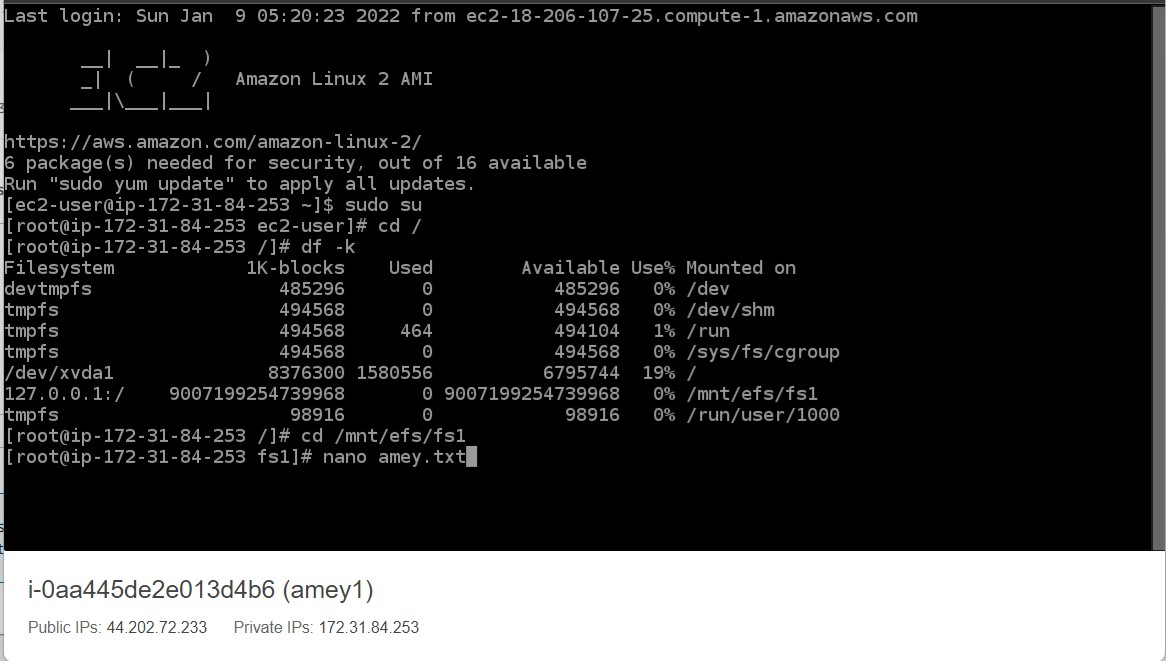 Last login: Sun Jan  9 05:20:23 2022 from ec2-18-206-107-25.compute-1.amazonaws.com
       __|  __|_  )
       _|  (     /   Amazon Linux 2 AMI
      ___|\___|___|
https://aws.amazon.com/amazon-linux-2/
6 package(s) needed for security, out of 16 available
Run "sudo yum update" to apply all updates.
[ec2-user@ip-172-31-84-253 ~]$ sudo su
[root@ip-172-31-84-253 ec2-user]# cd /
[root@ip-172-31-84-253 /]# df -k
Filesystem            1K-blocks    Used        Available Use% Mounted on
devtmpfs                 485296       0           485296   0% /dev
tmpfs                    494568       0           494568   0% /dev/shm
tmpfs                    494568     464           494104   1% /run
tmpfs                    494568       0           494568   0% /sys/fs/cgroup
/dev/xvda1              8376300 1580556          6795744  19% /
127.0.0.1:/    9007199254739968       0 9007199254739968   0% /mnt/efs/fs1
tmpfs                     98916       0            98916   0% /run/user/1000
[root@ip-172-31-84-253 /]# cd /mnt/efs/fs1
[root@ip-172-31-84-253 fs1]# nano amey.txt
i-0aa445de2e013d4b6 (amey1)
Public IPs: 44.202.72.233    Private IPs: 172.31.84.253